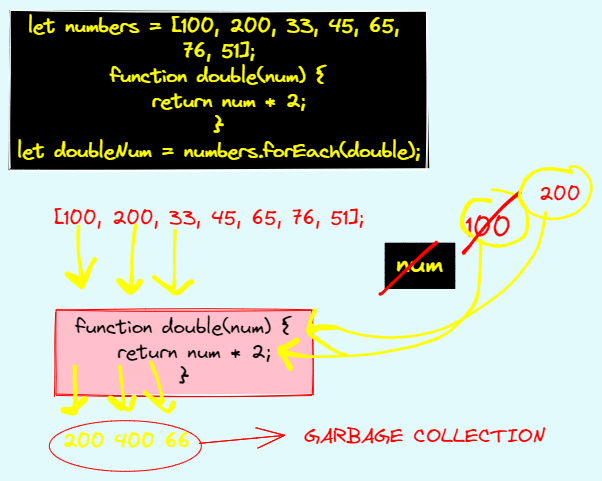 let numbers = [100, 200, 33, 45, 65,
76, 51];
function double(num) {
return num * 2;
}
let doubleNum = numbers.forEach(double);
200
100
[100, 200, 33, 45, 65, 76, 51];
num
function double(num) {
return num * 2;
}
200 400 66
GARBAGE COLLECTION